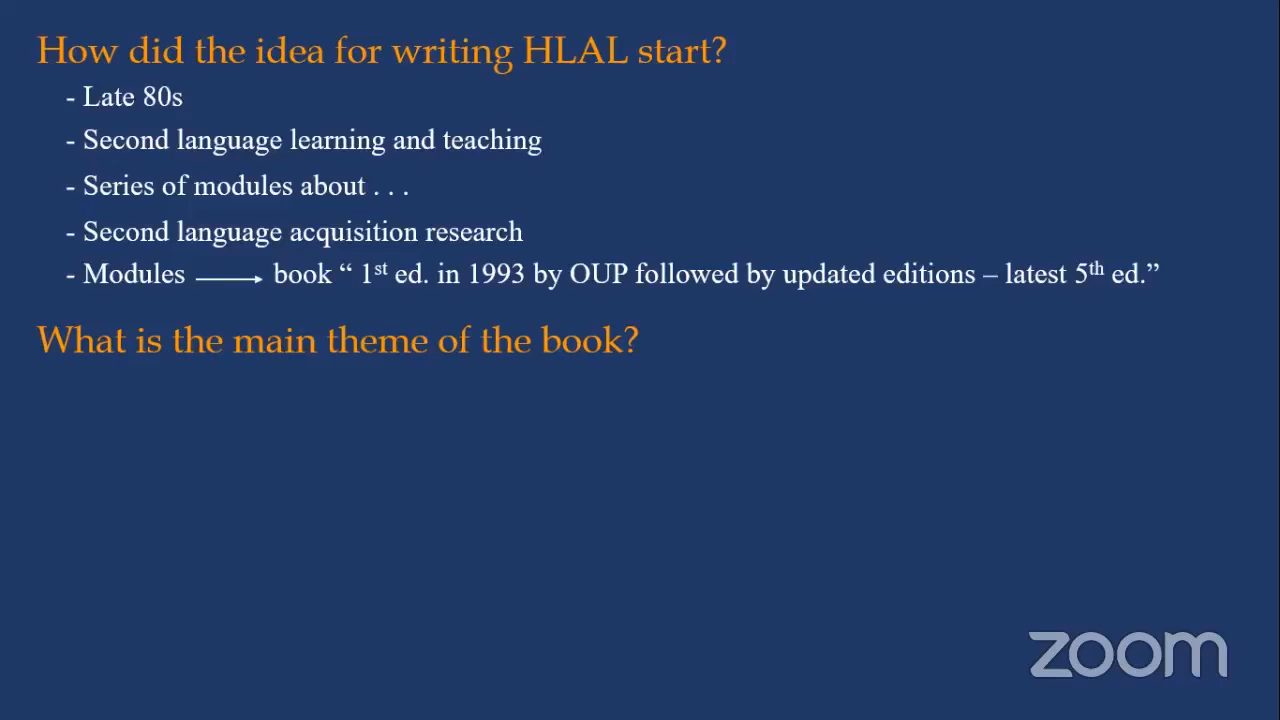 How did the idea for writing HLAL start?
- Late 80s
- Second language learning and teaching
- Series of modules about . . .
- Second language acquisition research
- Modules ⟶ book “ 1st ed. in 1993 by OUP followed by updated editions – latest 5th ed.”
What is the main theme of the book?
zoom